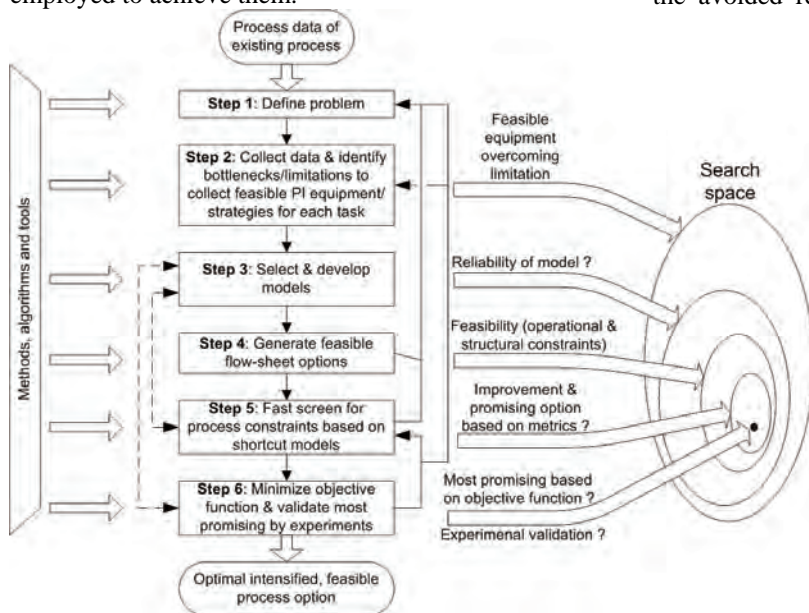 employed to achieve them.
the avoided
Process data of
existing process
Methods, algorithms and tools
Step 1: Define problem
Step 2: Collect data & identify
bottlenecks/limitations to
collect feasible PI equipment/
strategies for each task
Step 3: Select & develop
models
Step 4: Generate feasible
flow-sheet options
Step 5: Fast screen for
process constraints based on
shortcut models
Step 6: Minimize objective
function & validate most
promising by experiments
Optimal intensified, feasible
process option
Feasible
equipment
overcoming
limitation
Reliability of model ?
Feasibility (operational &
structural constraints)
Improvement &
promising option
based on metrics ?
Most promising based
on objective function ?
Experimenal validation ?
Search
space